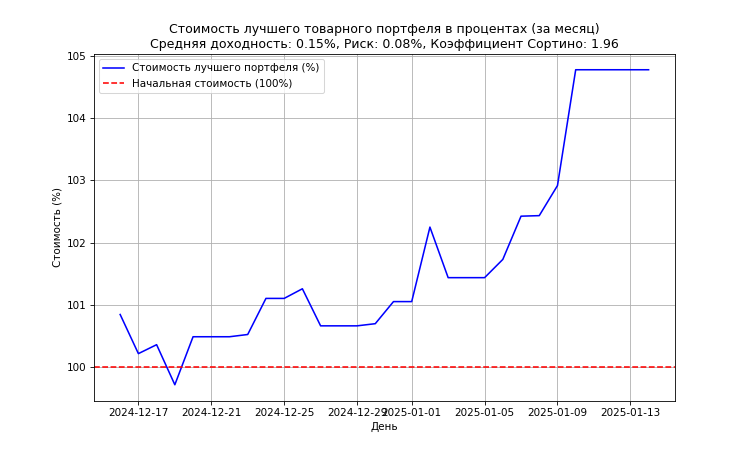 Стоимость лучшего товарного портфеля в процентах (за месяц)
Средняя доходность: 0.15%, Риск: 0.08%, Коэффициент Сортино: 1.96
Стоимость лучшего портфеля (%)
Начальная стоимость (100%)
Стоимость (%)
105
104
103
102
101
100
2024-12-17 2024-12-21 2024-12-25 2024-12-29 2025-01-01 2025-01-05 2025-01-09 2025-01-13
День